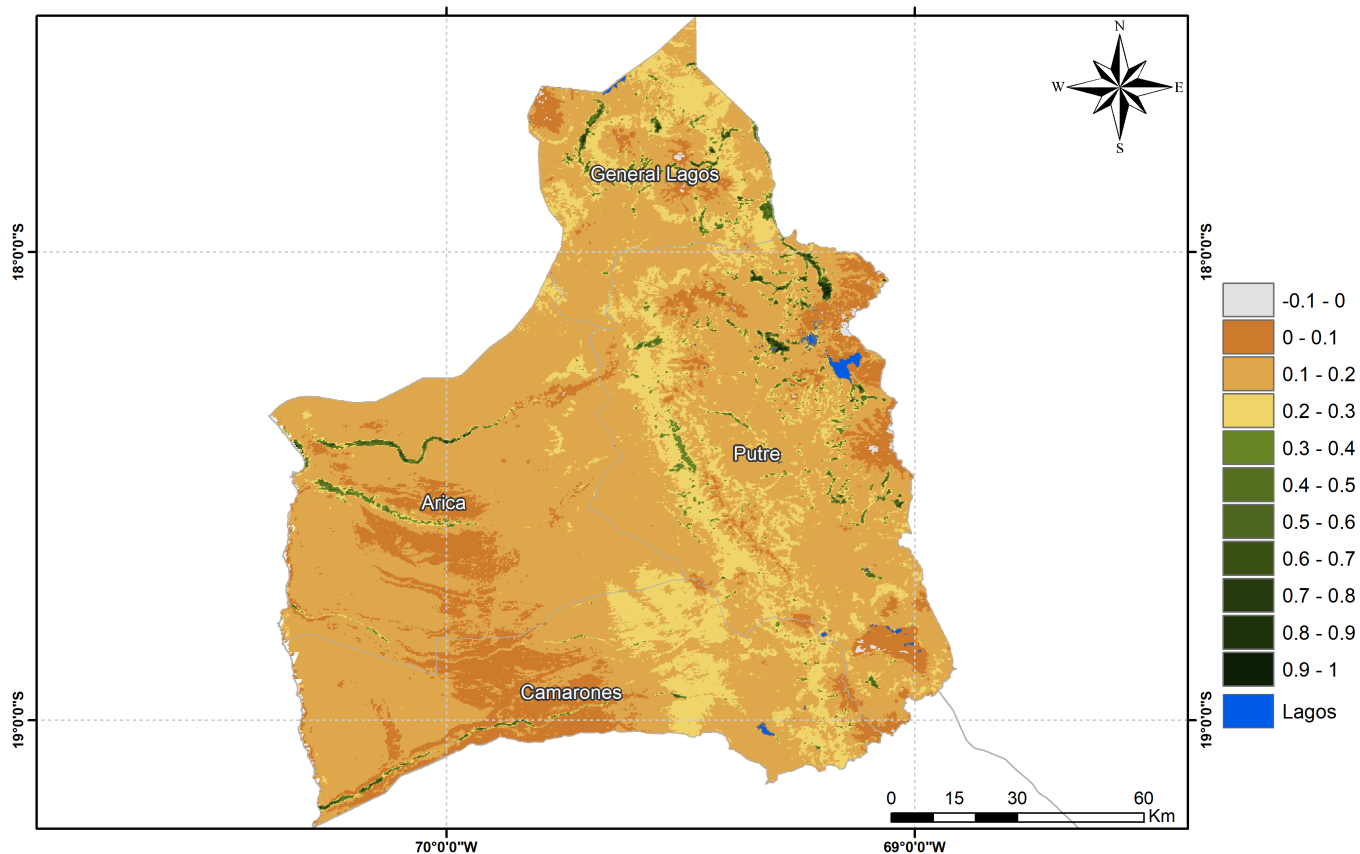 N
W
E
S
General Lagos
18°0'0"S
18°0'0"S
Putre
Arica
Camarones
19°0'0"S
19°0'0"S
-0.1 - 0
0 - 0.1
0.1 - 0.2
0.2 - 0.3
0.3 - 0.4
0.4 - 0.5
0.5 - 0.6
0.6 - 0.7
0.7 - 0.8
0.8 - 0.9
0.9 - 1
Lagos
0 15 30 60
Km
70°0'0"W
69°0'0"W